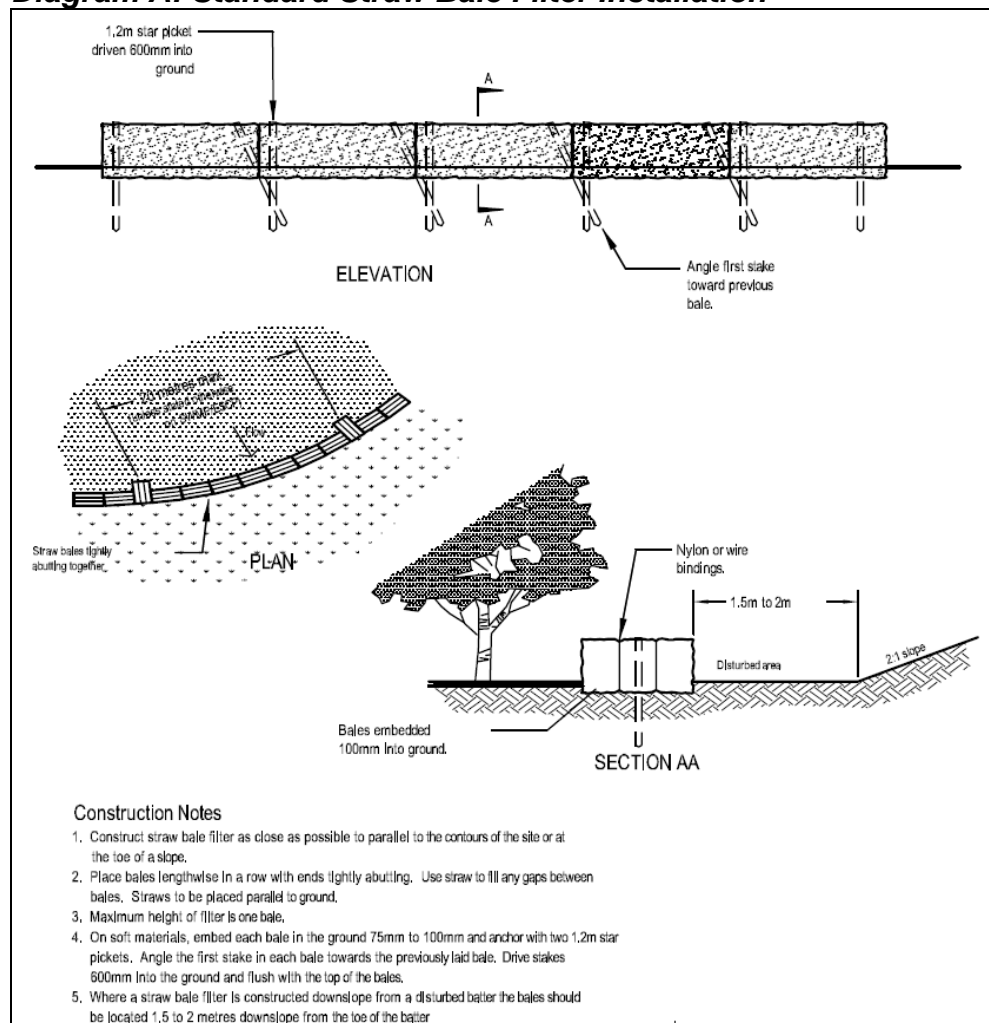 Diagram A: Standard Straw Bale Filter Installation
1,2m star picket
driven 600mm into
ground
A
A
ELEVATION
Angle first stake
toward previous
bale.
20 metres max.
Straw bales tightly
abutting together
PLAN
Nylon or wire
bindings.
1.5m to 2m
Disturbed area
2:1 slope
Bales embedded
100mm into ground.
SECTION AA
Construction Notes
1. Construct straw bale filter as close as possible to parallel to the contours of the site or at
the toe of a slope.
2. Place bales lengthwise in a row with ends tightly abutting. Use straw to fill any gaps between
bales. Straws to be placed parallel to ground.
3. Maximum height of filter is one bale.
4. On soft materials, embed each bale in the ground 75mm to 100mm and anchor with two 1.2m star
pickets. Angle the first stake in each bale towards the previously laid bale. Drive stakes
600mm into the ground and flush with the top of the bales.
5. Where a straw bale filter is constructed downslope from a disturbed batter the bales should
be located 1.5 to 2 metres downslope from the toe of the batter